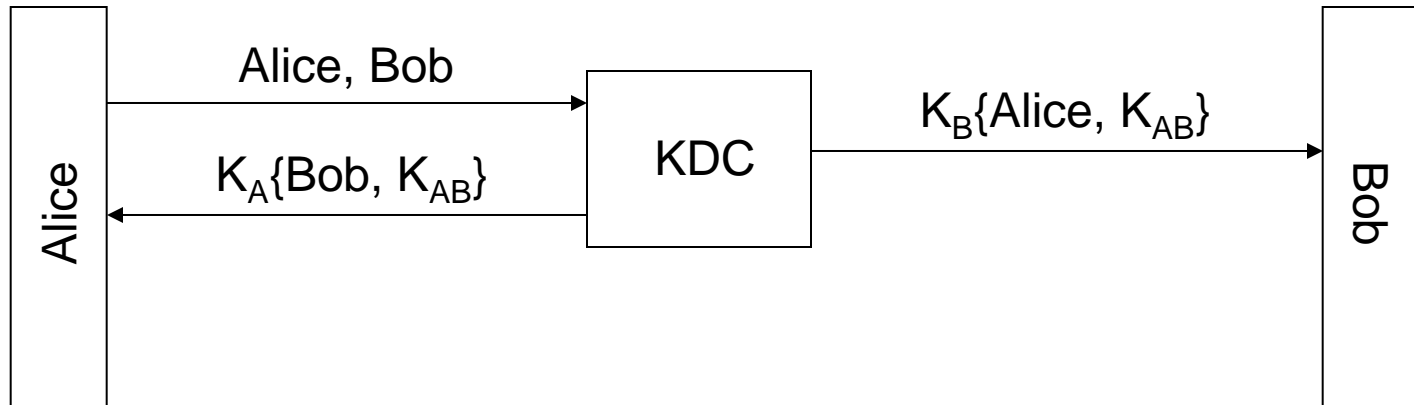 Alice
Alice, Bob
K_A{Bob, K_AB}
KDC
K_B{Alice, K_AB}
Bob